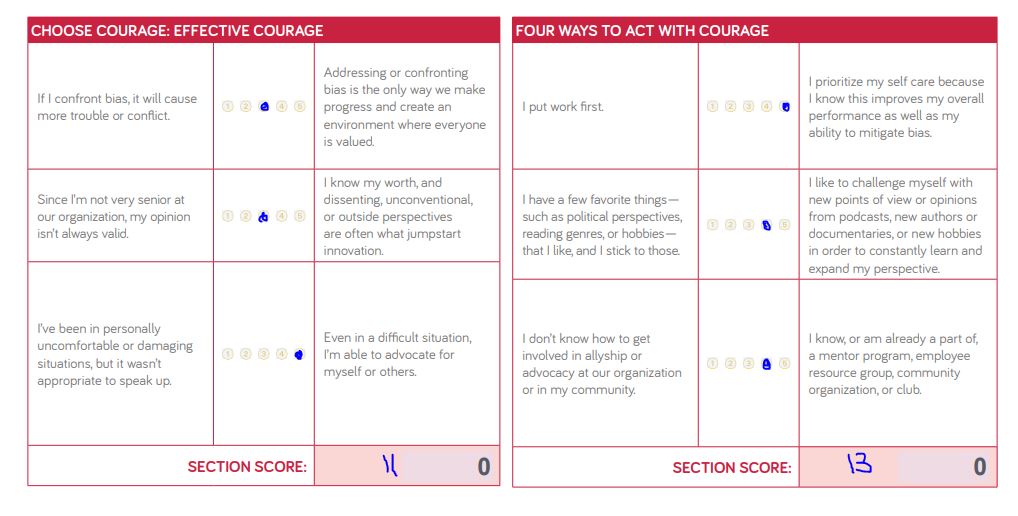 CHOOSE COURAGE: EFFECTIVE COURAGE
If I confront bias, it will cause
more trouble or conflict.
1 2 4 5
Addressing or confronting
bias is the only way we make
progress and create an
environment where everyone
is valued.
Since I'm not very senior at
our organization, my opinion
isn't always valid.
1 2 4 5
I know my worth, and
dissenting, unconventional,
or outside perspectives
are often what jumpstart
innovation.
I've been in personally
uncomfortable or damaging
situations, but it wasn't
appropriate to speak up.
1 2 3 4
Even in a difficult situation,
I'm able to advocate for
myself or others.
SECTION SCORE: 11 0
FOUR WAYS TO ACT WITH COURAGE
I put work first.
1 2 3 4
I prioritize my self care because
I know this improves my overall
performance as well as my
ability to mitigate bias.
I have a few favorite things—
such as political perspectives,
reading genres, or hobbies—
that I like, and I stick to those.
1 2 3 5
I like to challenge myself with
new points of view or opinions
from podcasts, new authors or
documentaries, or new hobbies
in order to constantly learn and
expand my perspective.
I don't know how to get
involved in allyship or
advocacy at our organization
or in my community.
1 2 3 5
I know, or am already a part of,
a mentor program, employee
resource group, community
organization, or club.
SECTION SCORE: 13 0